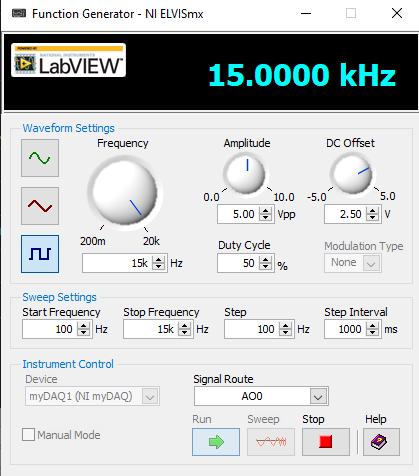 Function Generator - NI ELVISmx
POWERED BY
NATIONAL INSTRUMENTS
LabVIEW™
15.0000 kHz
Waveform Settings
Frequency
Amplitude
DC Offset
0.0 10.0 -5.0 5.0
5.00 Vpp 2.50 V
200m 20k
15k Hz
Duty Cycle
50 %
Modulation Type
None
Sweep Settings
Start Frequency Stop Frequency Step Step Interval
100 Hz 15k Hz 100 Hz 1000 ms
Instrument Control
Device
myDAQ1 (NI myDAQ)
Signal Route
AO0
Manual Mode
Run Sweep Stop Help